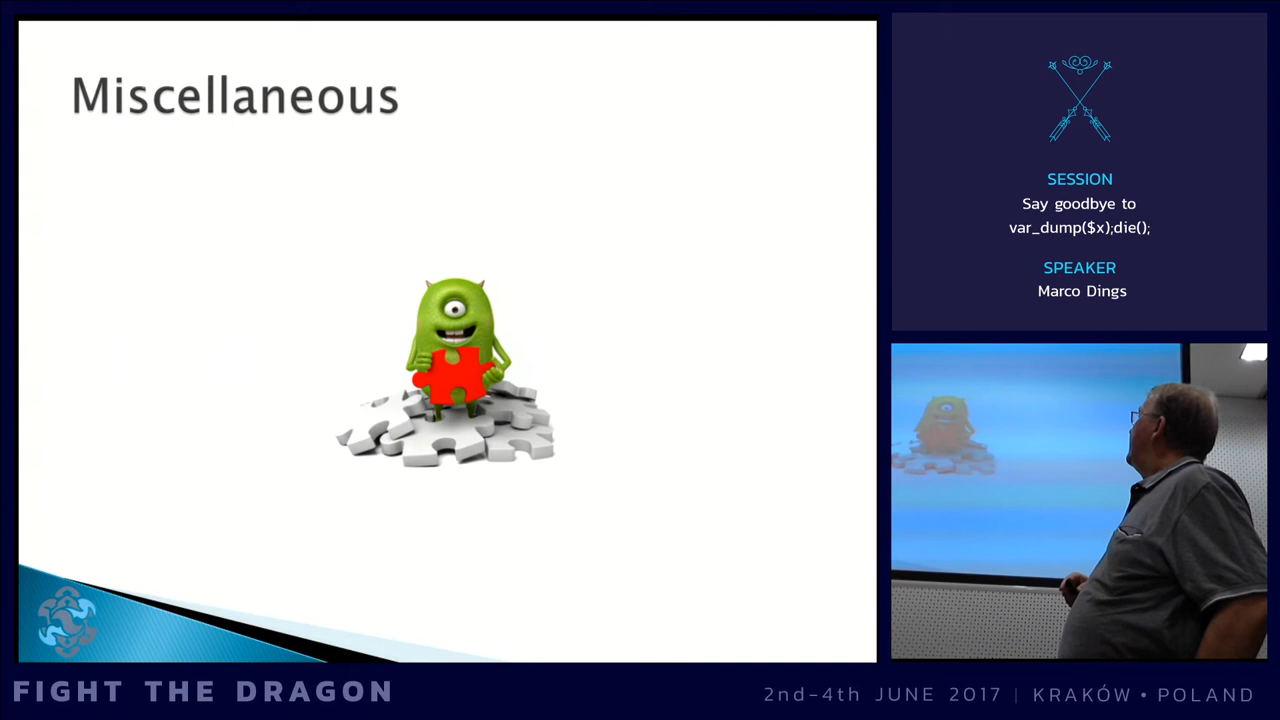 Miscellaneous
SESSION
Say goodbye to
var_dump($x);die();
SPEAKER
Marco Dings
FIGHT THE DRAGON
2nd-4th JUNE 2017 | KRAKÓW • POLAND